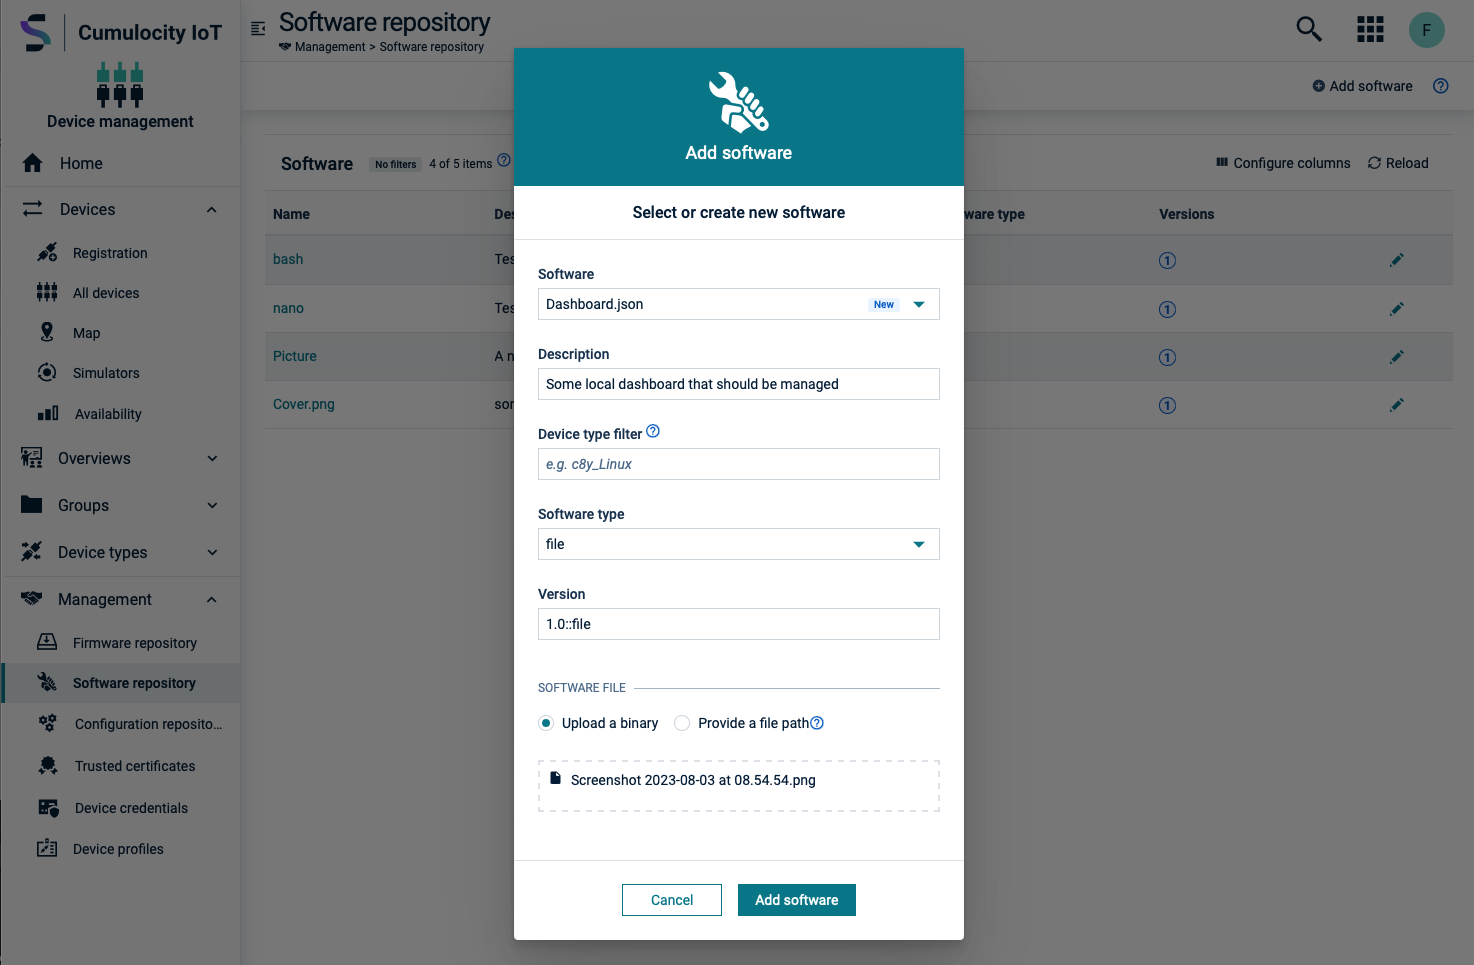 Cumulocity IoT
Device management
Home
Devices
Registration
All devices
Map
Simulators
Availability
Overviews
Groups
Device types
Management
Firmware repository
Software repository
Configuration reposito...
Trusted certificates
Device credentials
Device profiles
Software repository
Management > Software repository
F
Add software
Software No filters 4 of 5 items
Configure columns Reload
Name Des ware type Versions
bash Tes 1
nano Tes 1
Picture A n 1
Cover.png sor 1
Add software
Select or create new software
Software
Dashboard.json New
Description
Some local dashboard that should be managed
Device type filter
e.g. c8y_Linux
Software type
file
Version
1.0::file
SOFTWARE FILE
Upload a binary Provide a file path
Screenshot 2023-08-03 at 08.54.54.png
Cancel Add software